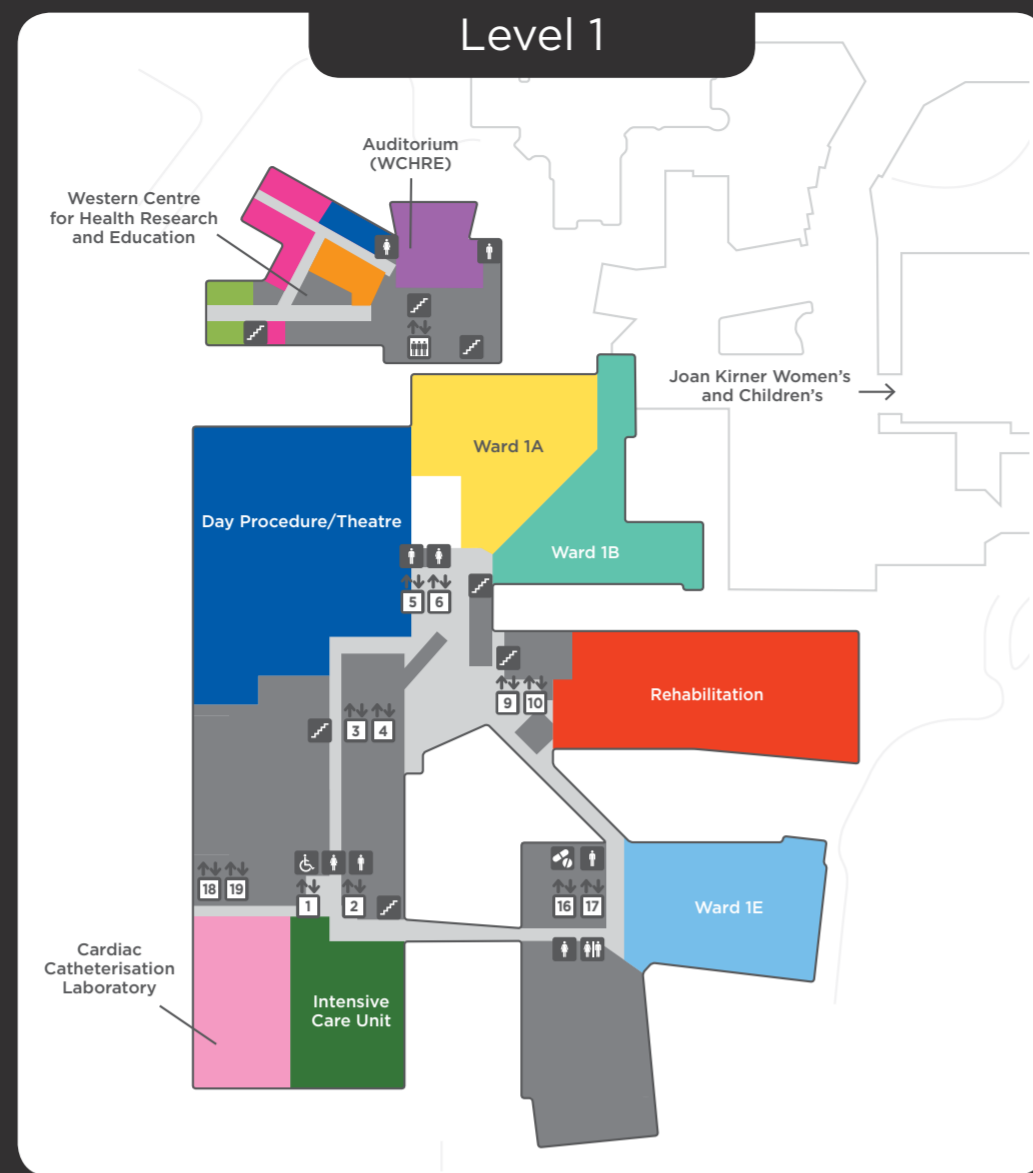 Level 1
Auditorium
(WCHRE)
Western Centre
for Health Research
and Education
Joan Kirner Women's
and Children's
Ward 1A
Day Procedure/Theatre
Ward 1B
5
6
Rehabilitation
9
10
3
4
18
19
1
2
16
17
Ward 1E
Cardiac
Catheterisation
Laboratory
Intensive
Care Unit